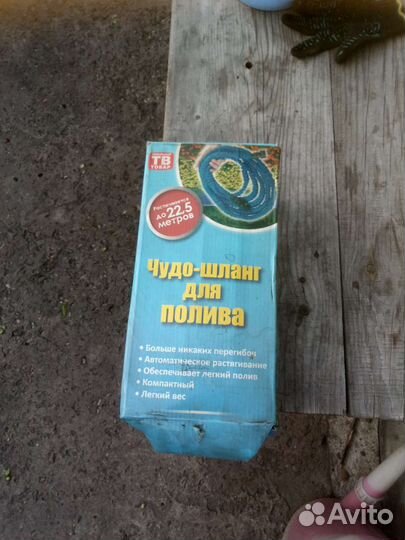 ТВ
ТОВАР
Растягивается
до 22,5
метров
Чудо-шланг
для
полива
• Больше никаких перегибов
• Автоматическое растягивание
• Обеспечивает легкий полив
• Компактный
• Легкий вес
Avito